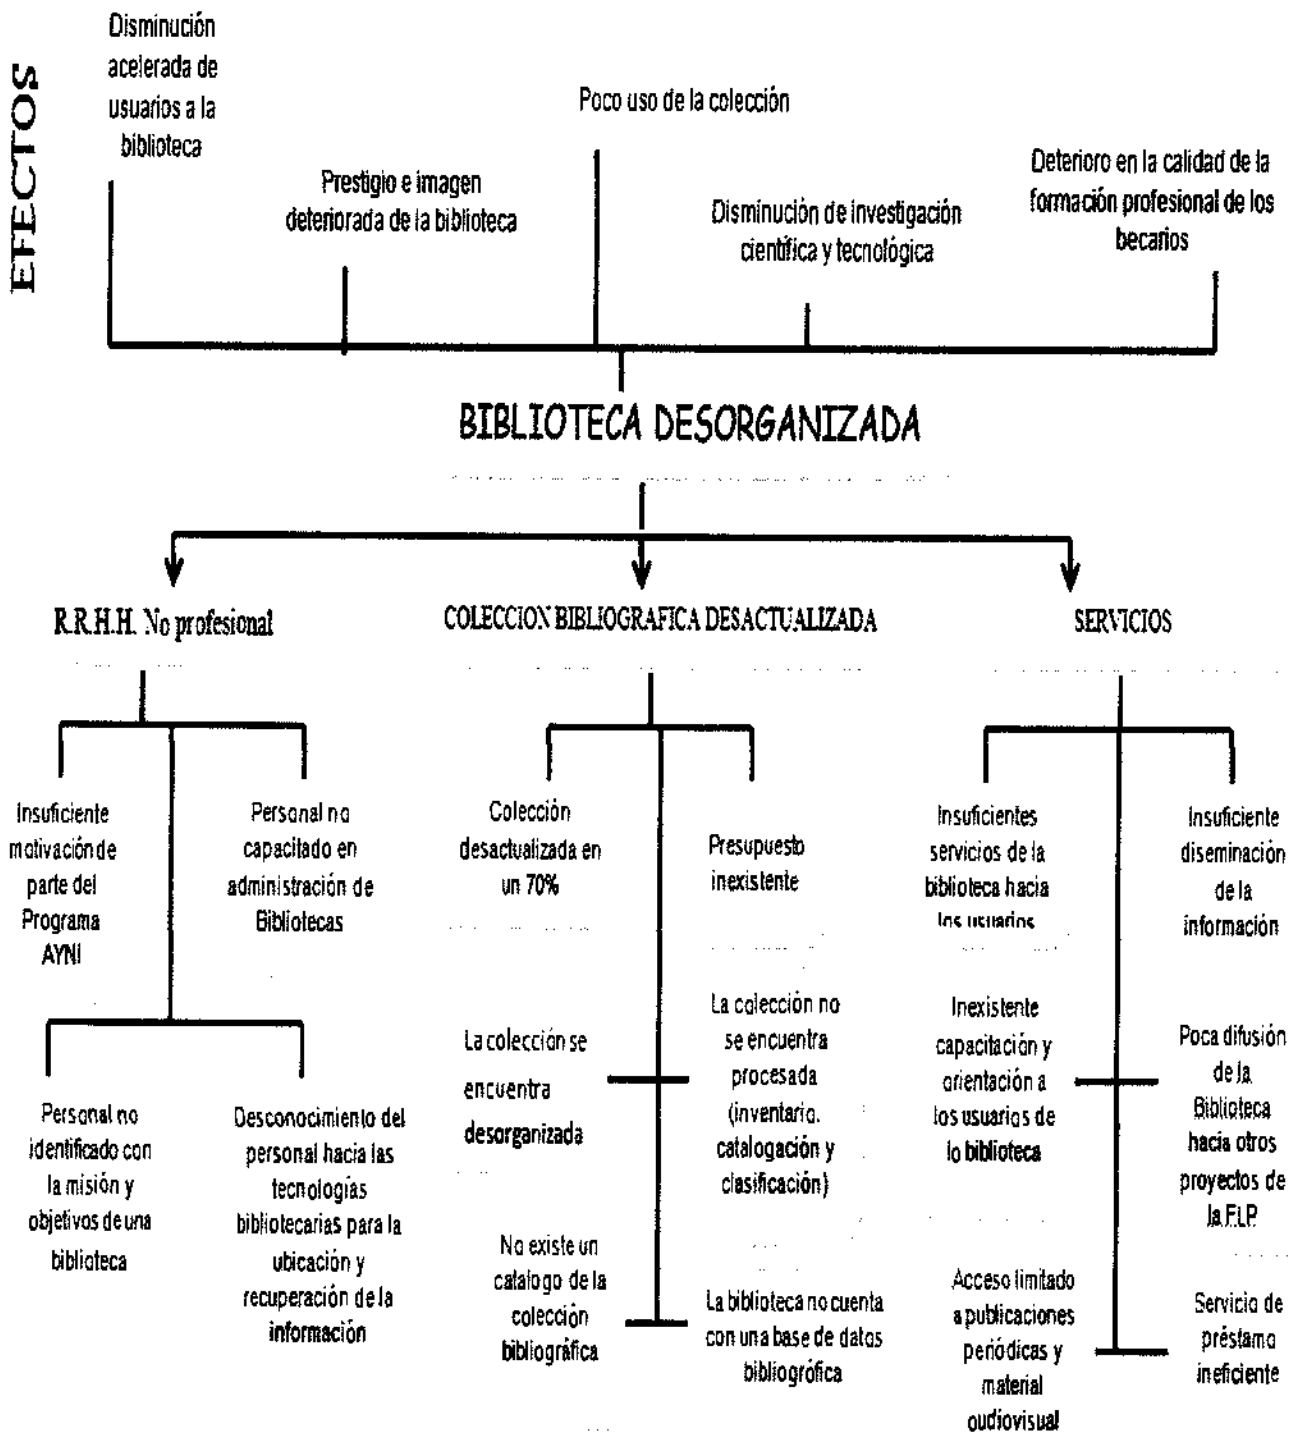 EFECTOS
Disminución
acelerada de
usuarios a la
biblioteca
Prestigio e imagen
deteriorada de la biblioteca
Poco uso de la colección
Disminución de investigación
científica y tecnológica
Deterioro en la calidad de la
formación profesional de los
becarios
BIBLIOTECA DESORGANIZADA
R.R.H.H. No profesional
Insuficiente
motivación de
parte del
Programa
AYNI
Personal no
capacitado en
administración de
Bibliotecas
Personal no
identificado con
la misión y
objetivos de una
biblioteca
Desconocimiento del
personal hacia las
tecnologías
bibliotecarias para la
ubicación y
recuperación de la
información
COLECCION BIBLIOGRAFICA DESACTUALIZADA
Colección
desactualizada en
un 70%
Presupuesto
inexistente
La colección se
encuentra
desorganizada
La colección no
se encuentra
procesada
(inventario.
catalogación y
clasificación)
No existe un
catalogo de la
colección
bibliográfica
La biblioteca no cuenta
con una base de datos
bibliográfica
SERVICIOS
Insuficientes
servicios de la
biblioteca hacia
los usuarios
Insuficiente
diseminación
de la
información
Inexistente
capacitación y
orientación a
los usuarios de
lo biblioteca
Poca difusión
de la
Biblioteca
hacia otros
proyectos de
la FLP
Acceso limitado
a publicaciones
periódicas y
material
oudiovisual
Servicio de
préstamo
ineficiente